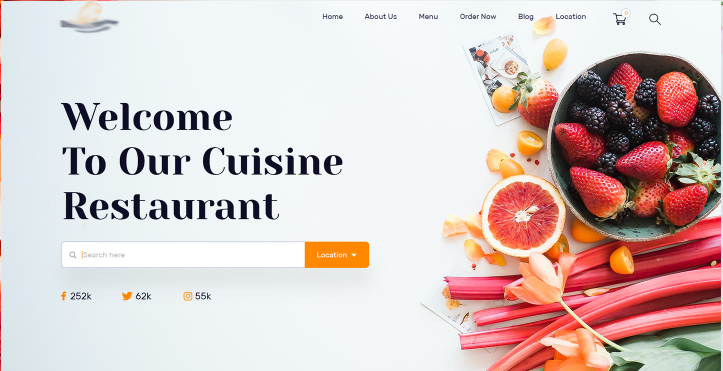 Home About Us Menu Order Now Blog Location
0
Welcome
To Our Cuisine
Restaurant
Search here
Location
252k 62k 55k